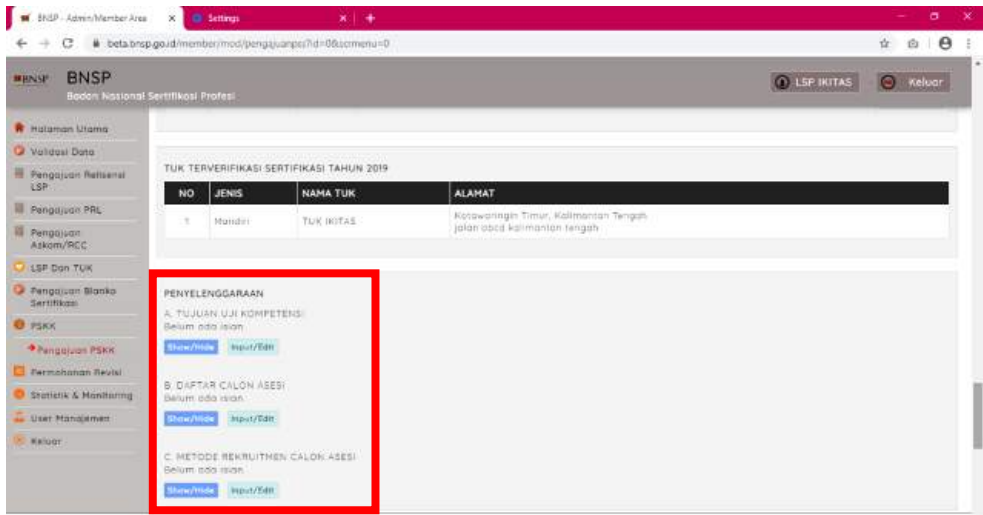 BNSP - Admin/Member Area
Settings
beta.bnsp.go.id/member/mod/pengajuanpsi?id=0&scrmenu=0
BNSP
BNSP
Badan Nasional Sertifikasi Profesi
LSP IKITAS
Keluar
Halaman Utama
Validasi Data
Pengajuan Relisensi
LSP
Pengajuan PRL
Pengajuan
Askom/RCC
LSP Dan TUK
Pengajuan Blanko
Sertifikasi
PSKK
Pengajuan PSKK
Permohonan Revisi
Statistik & Monitoring
User Manajemen
Keluar
TUK TERVERIFIKASI SERTIFIKASI TAHUN 2019
NO JENIS NAMA TUK ALAMAT
1 Mandiri TUK IKITAS Kotawaringin Timur, Kalimantan Tengah
jalan abcd kalimantan tengah
PENYELENGGARAAN
A. TUJUAN UJI KOMPETENSI
Belum ada isian
Show/Hide Input/Edit
B. DAFTAR CALON ASESI
Belum ada isian
Show/Hide Input/Edit
C. METODE REKRUITMEN CALON ASESI
Belum ada isian
Show/Hide Input/Edit